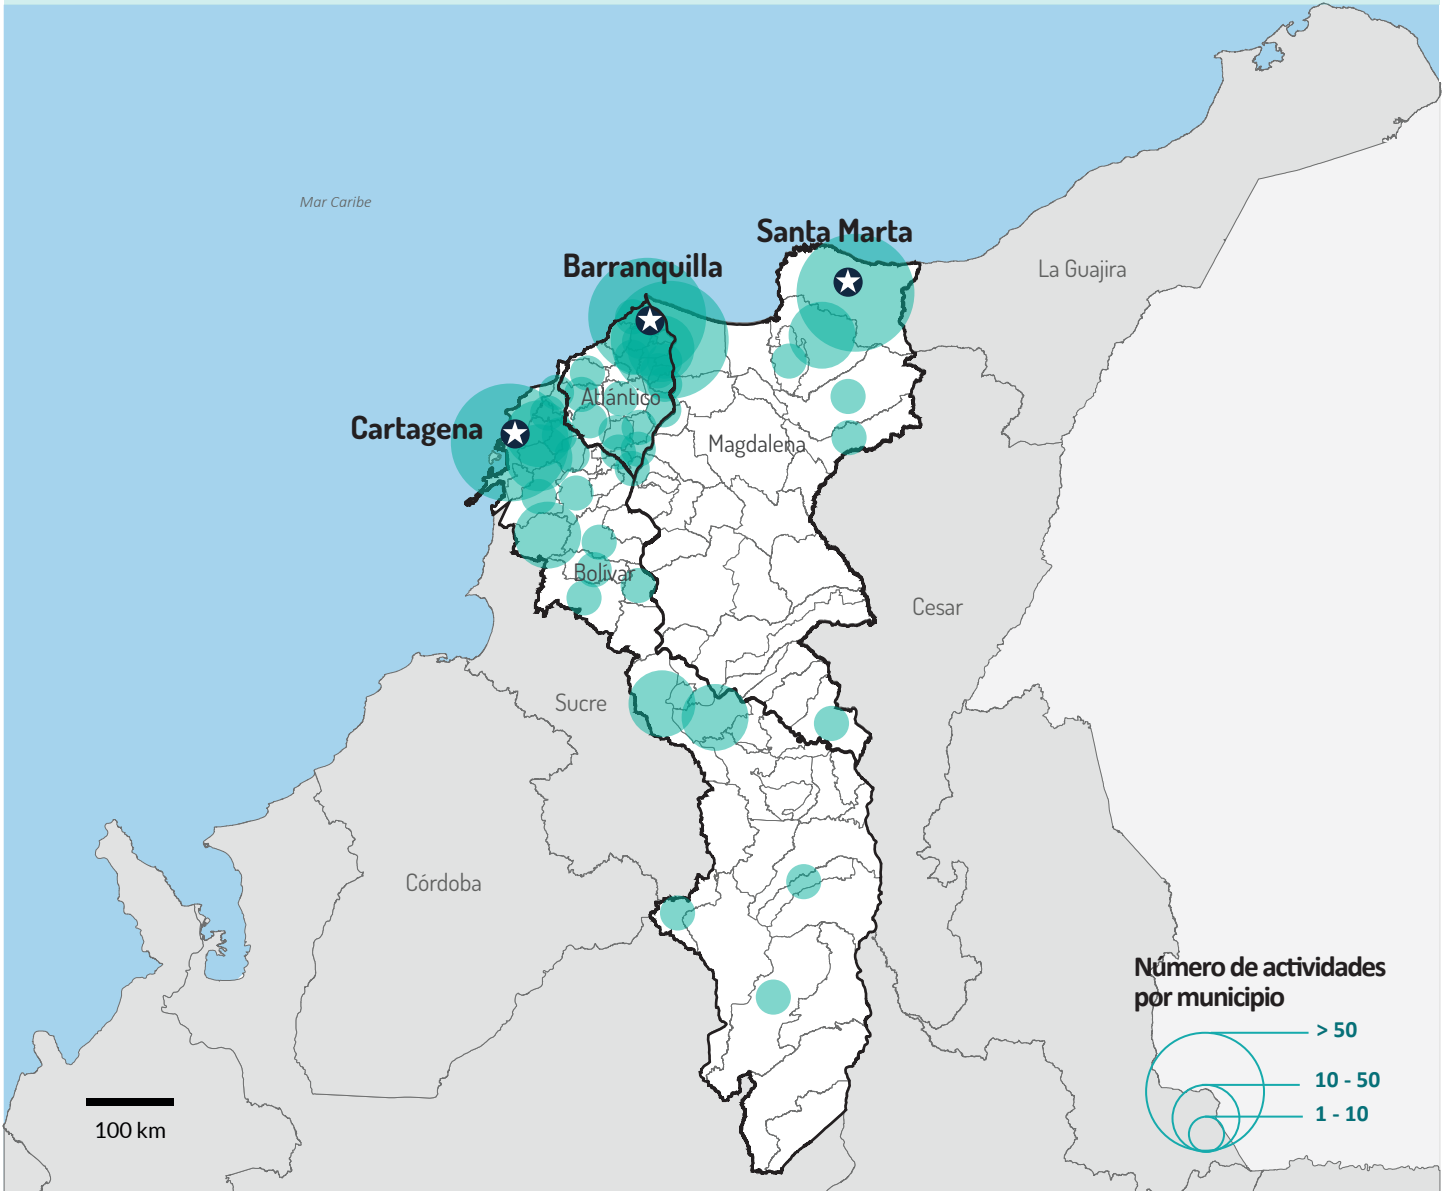 Mar Caribe
Santa Marta
Barranquilla
La Guajira
Atlántico
Cartagena
Magdalena
Bolívar
Cesar
Sucre
Córdoba
Número de actividades
por municipio
> 50
10 - 50
1 - 10
100 km